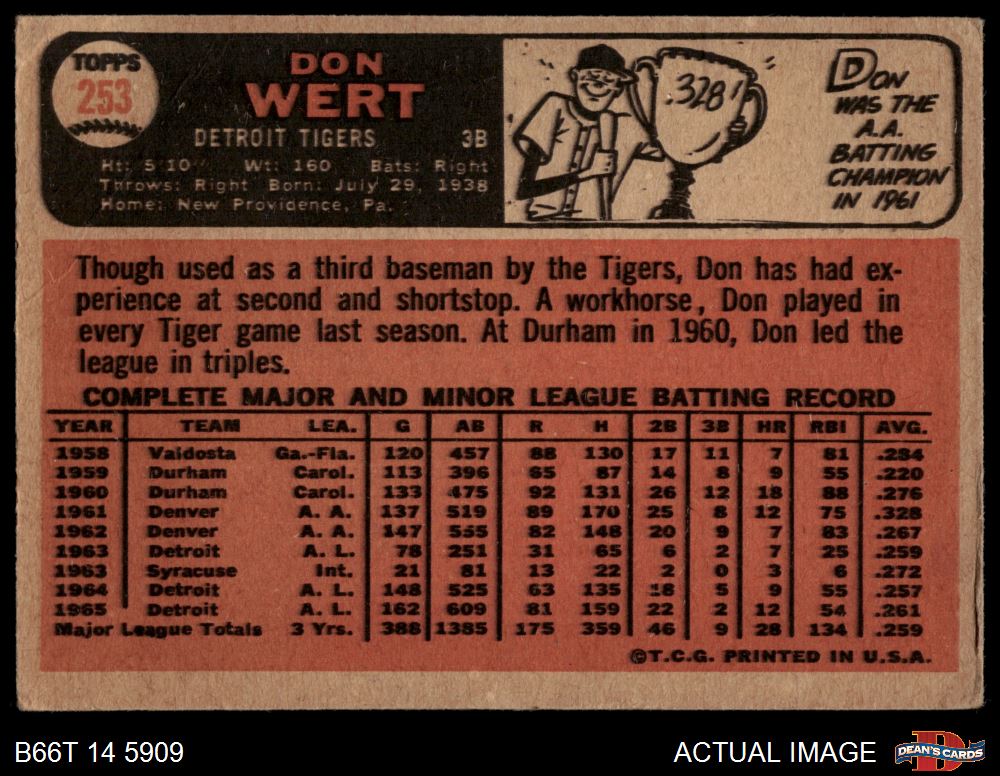 TOPPS
253
DON
WERT
DETROIT TIGERS 3B
Ht: 5'10" Wt: 160 Bats: Right
Throws: Right Born: July 29, 1938
Home: New Providence, Pa.
.328
DON
WAS THE
A.A.
BATTING
CHAMPION
IN 1961
Though used as a third baseman by the Tigers, Don has had ex-
perience at second and shortstop. A workhorse, Don played in
every Tiger game last season. At Durham in 1960, Don led the
league in triples.
COMPLETE MAJOR AND MINOR LEAGUE BATTING RECORD
YEAR TEAM LEA. G AB R H 2B 3B HR RBI AVG.
1958 Valdosta Ga.-Fla. 120 457 88 130 17 11 7 81 .284
1959 Durham Carol. 113 396 65 87 14 8 9 55 .220
1960 Durham Carol. 133 475 92 131 26 12 18 88 .276
1961 Denver A. A. 137 519 89 170 25 8 12 75 .328
1962 Denver A. A. 147 555 82 148 20 9 7 83 .267
1963 Detroit A. L. 78 251 31 65 6 2 7 25 .259
1963 Syracuse Int. 21 81 13 22 2 0 3 6 .272
1964 Detroit A. L. 148 525 63 135 18 5 9 55 .257
1965 Detroit A. L. 162 609 81 159 22 2 12 54 .261
Major League Totals 3 Yrs. 388 1385 175 359 46 9 28 134 .259
©T.C.G. PRINTED IN U.S.A.
B66T 14 5909
ACTUAL IMAGE
DEAN'S CARDS